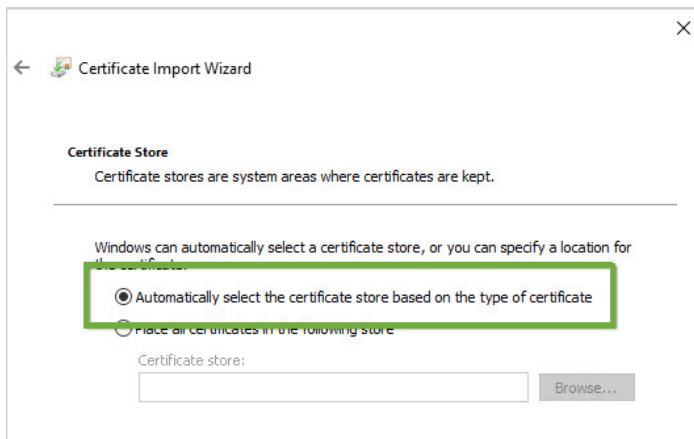 Certificate Import Wizard
Certificate Store
Certificate stores are system areas where certificates are kept.
Windows can automatically select a certificate store, or you can specify a location for
the certificate.
Automatically select the certificate store based on the type of certificate
Place all certificates in the following store
Certificate store:
Browse...